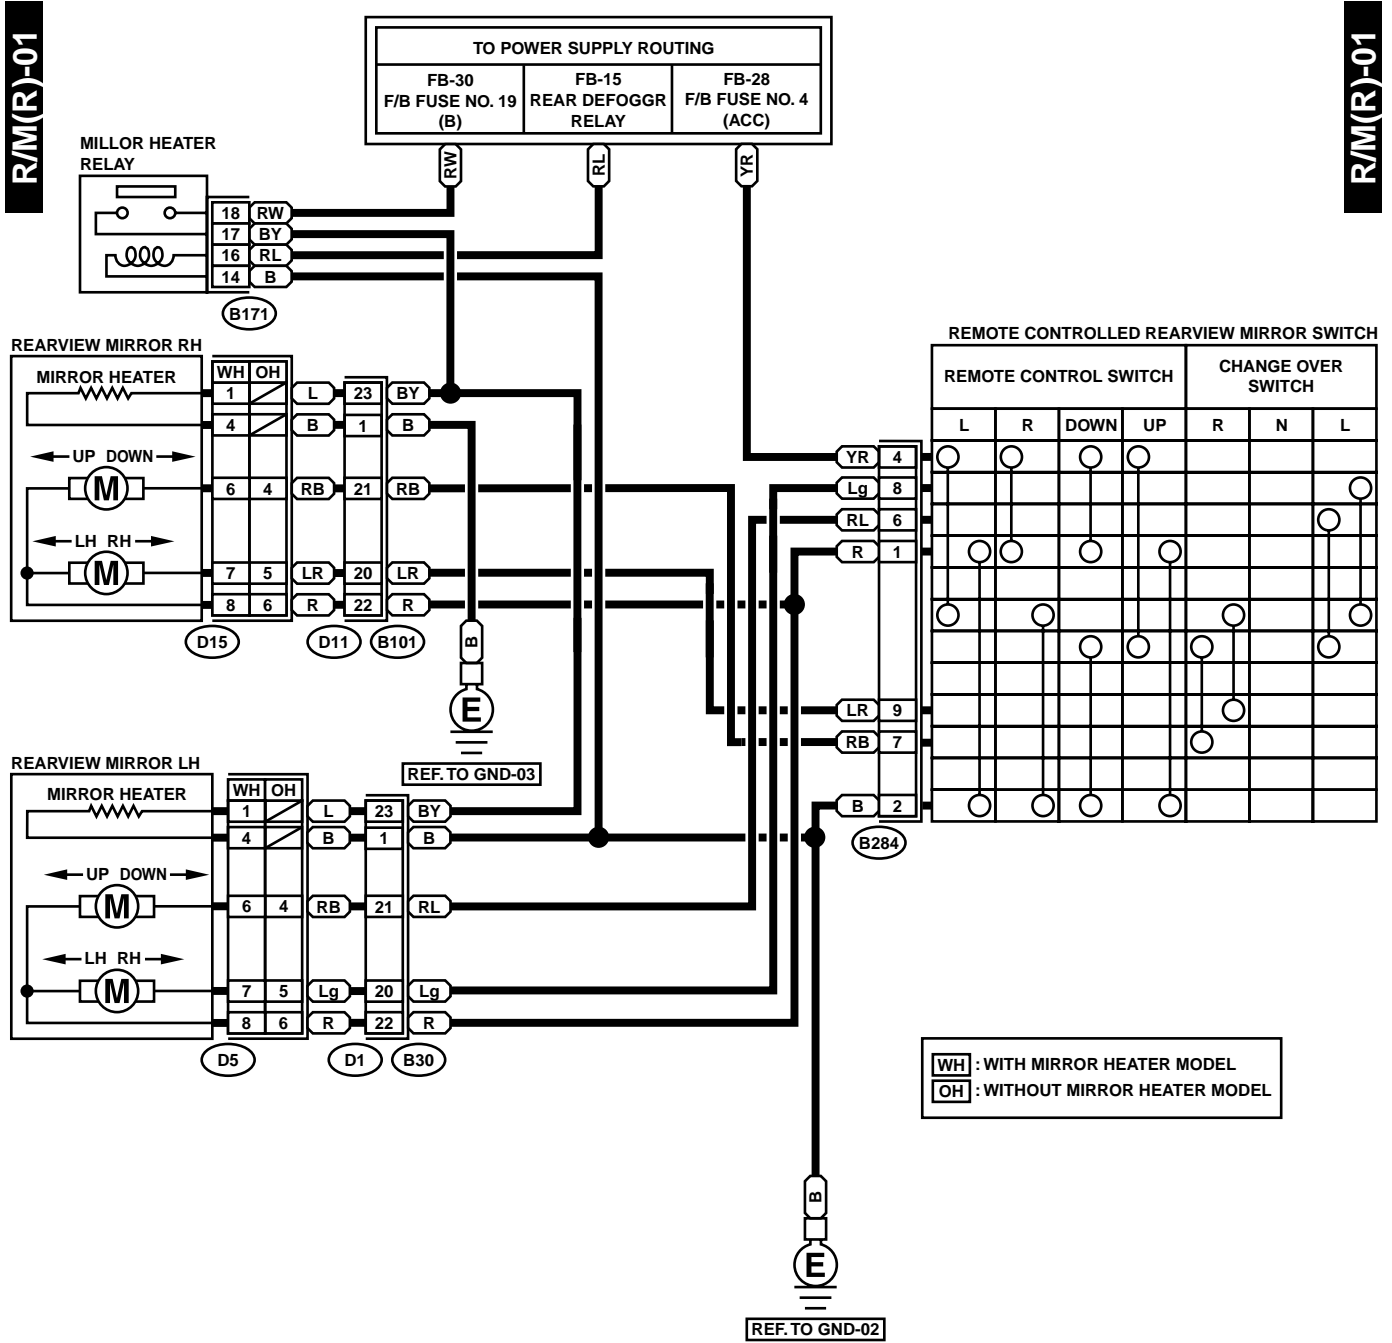 R/M(R)-01
R/M(R)-01
TO POWER SUPPLY ROUTING
FB-30
F/B FUSE NO. 19
(B)
FB-15
REAR DEFOGGR
RELAY
FB-28
F/B FUSE NO. 4
(ACC)
RW
RL
YR
MILLOR HEATER
RELAY
18 RW
17 BY
16 RL
14 B
B171
REARVIEW MIRROR RH
MIRROR HEATER
WH OH
1 L 23 BY
4 B 1 B
UP DOWN
M
6 4 RB 21 RB
LH RH
M
7 5 LR 20 LR
8 6 R 22 R
D15
D11
B101
B
E
REF. TO GND-03
REMOTE CONTROLLED REARVIEW MIRROR SWITCH
REMOTE CONTROL SWITCH
CHANGE OVER
SWITCH
L R DOWN UP R N L
YR 4
Lg 8
RL 6
R 1
LR 9
RB 7
B 2
B284
REARVIEW MIRROR LH
MIRROR HEATER
WH OH
1 L 23 BY
4 B 1 B
UP DOWN
M
6 4 RB 21 RL
LH RH
M
7 5 Lg 20 Lg
8 6 R 22 R
D5
D1
B30
WH : WITH MIRROR HEATER MODEL
OH : WITHOUT MIRROR HEATER MODEL
B
E
REF. TO GND-02